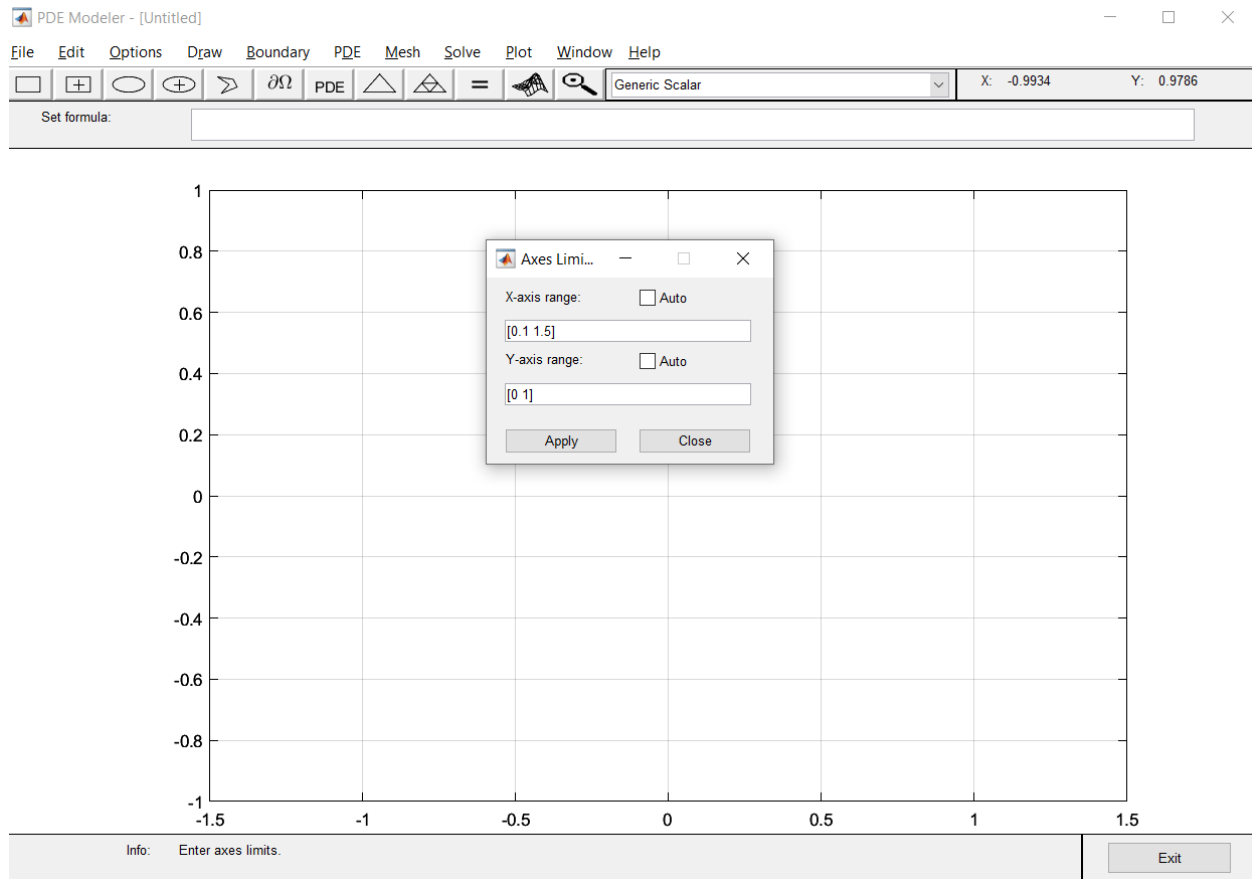 PDE Modeler - [Untitled]
File Edit Options Draw Boundary PDE Mesh Solve Plot Window Help
∂Ω PDE = Generic Scalar X: -0.9934 Y: 0.9786
Set formula:
1
0.8
0.6
0.4
0.2
0
-0.2
-0.4
-0.6
-0.8
-1
-1.5 -1 -0.5 0 0.5 1 1.5
Axes Limi...
X-axis range: Auto
[0.1 1.5]
Y-axis range: Auto
[0 1]
Apply Close
Info: Enter axes limits.
Exit